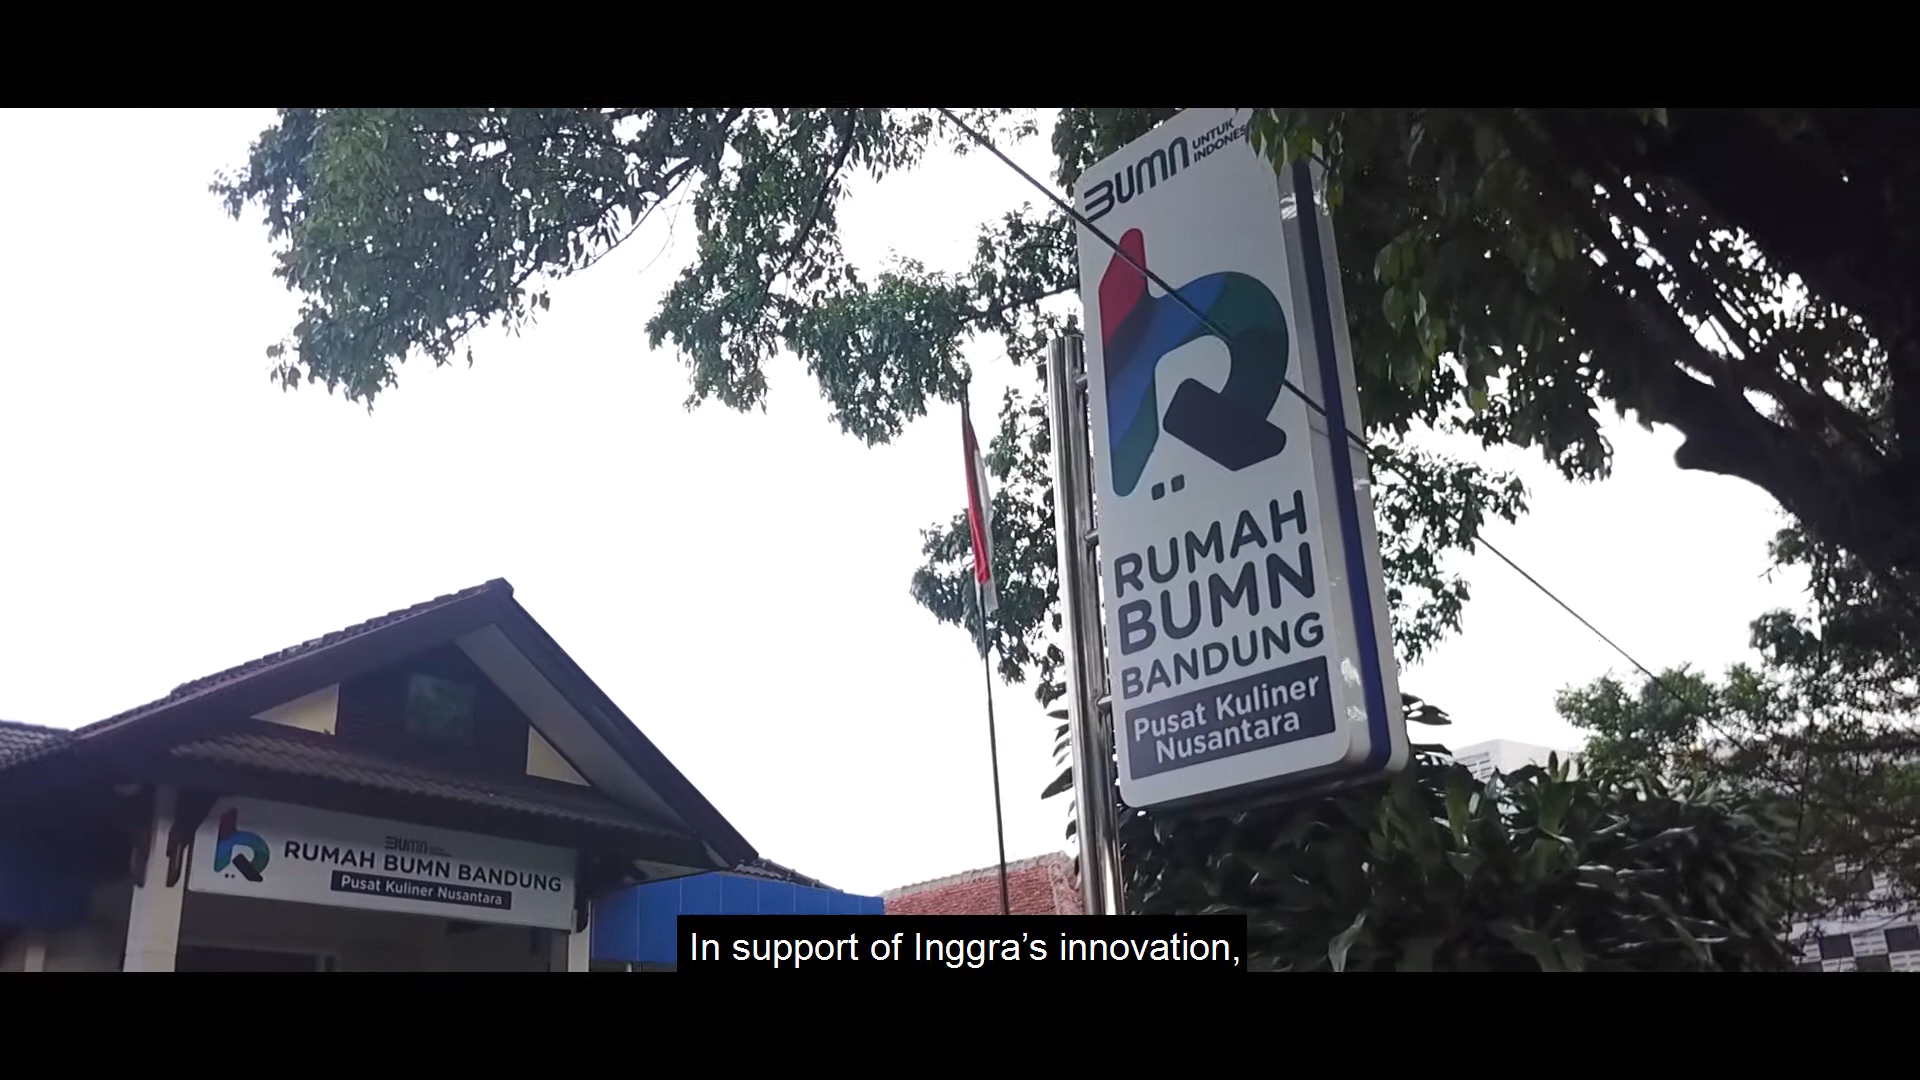 BUMN UNTUK
INDONES
RUMAH
BUMN
BANDUNG
Pusat Kuliner
Nusantara
BUMN
RUMAH BUMN BANDUNG
Pusat Kuliner Nusantara
In support of Inggra’s innovation,